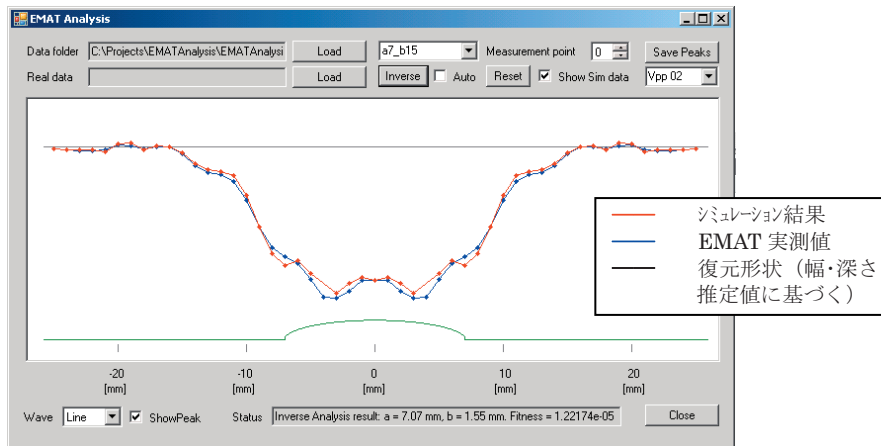 EMAT Analysis
Data folder C:\Projects\EMATAnalysis\EMATAnalysi Load a7_b15 Measurement point 0 Save Peaks
Real data Load Inverse Auto Reset Show Sim data Vpp 02
シミュレーション結果
EMAT 実測値
復元形状（幅・深さ
推定値に基づく）
-20 -10 0 10 20
[mm] [mm] [mm] [mm] [mm]
Wave Line ShowPeak Status Inverse Analysis result: a = 7.07 mm, b = 1.55 mm. Fitness = 1.22174e-05 Close